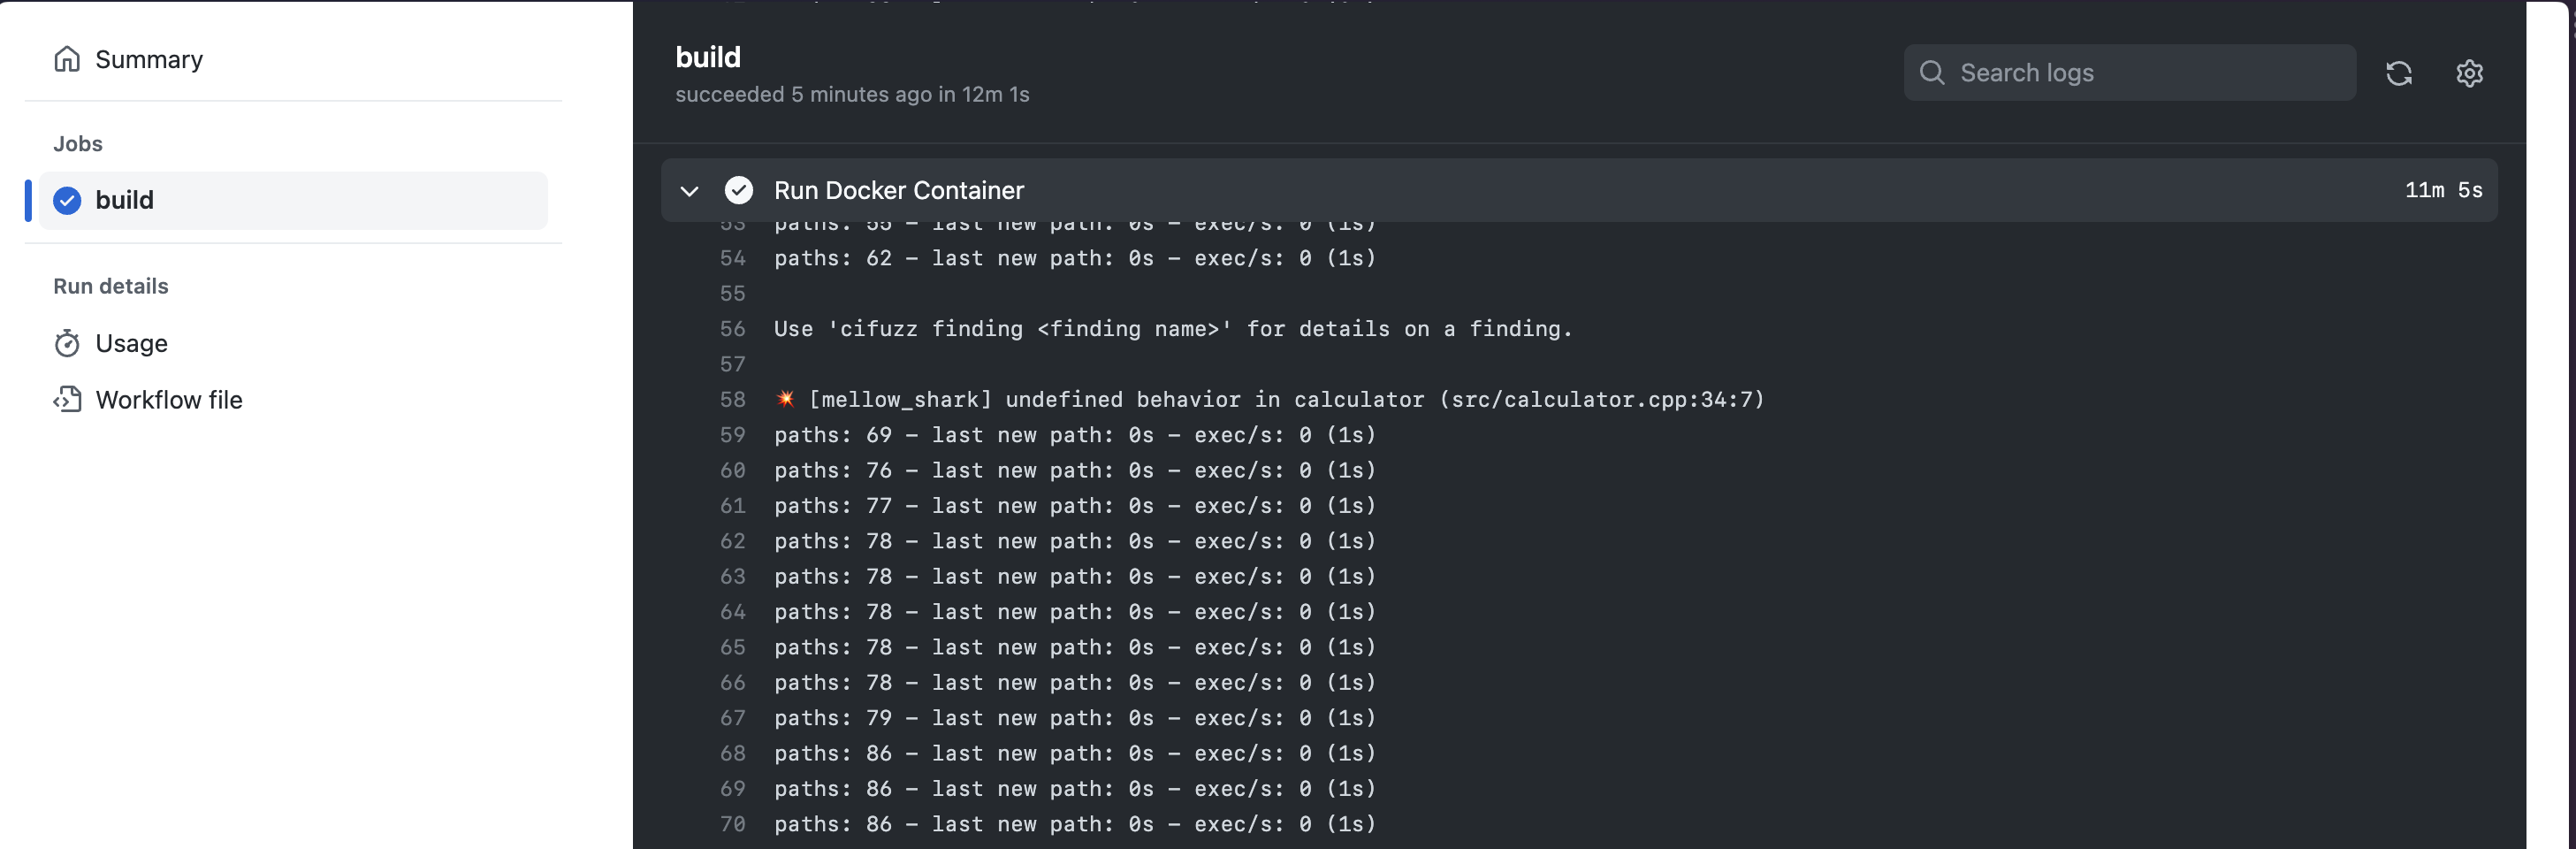 Summary
Jobs
build
Run details
Usage
Workflow file
build
succeeded 5 minutes ago in 12m 1s
Search logs
Run Docker Container 11m 5s
53 paths: 55 – last new path: 0s – exec/s: 0 (1s)
54 paths: 62 – last new path: 0s – exec/s: 0 (1s)
55
56 Use 'cifuzz finding <finding name>' for details on a finding.
57
58 💥 [mellow_shark] undefined behavior in calculator (src/calculator.cpp:34:7)
59 paths: 69 – last new path: 0s – exec/s: 0 (1s)
60 paths: 76 – last new path: 0s – exec/s: 0 (1s)
61 paths: 77 – last new path: 0s – exec/s: 0 (1s)
62 paths: 78 – last new path: 0s – exec/s: 0 (1s)
63 paths: 78 – last new path: 0s – exec/s: 0 (1s)
64 paths: 78 – last new path: 0s – exec/s: 0 (1s)
65 paths: 78 – last new path: 0s – exec/s: 0 (1s)
66 paths: 78 – last new path: 0s – exec/s: 0 (1s)
67 paths: 79 – last new path: 0s – exec/s: 0 (1s)
68 paths: 86 – last new path: 0s – exec/s: 0 (1s)
69 paths: 86 – last new path: 0s – exec/s: 0 (1s)
70 paths: 86 – last new path: 0s – exec/s: 0 (1s)